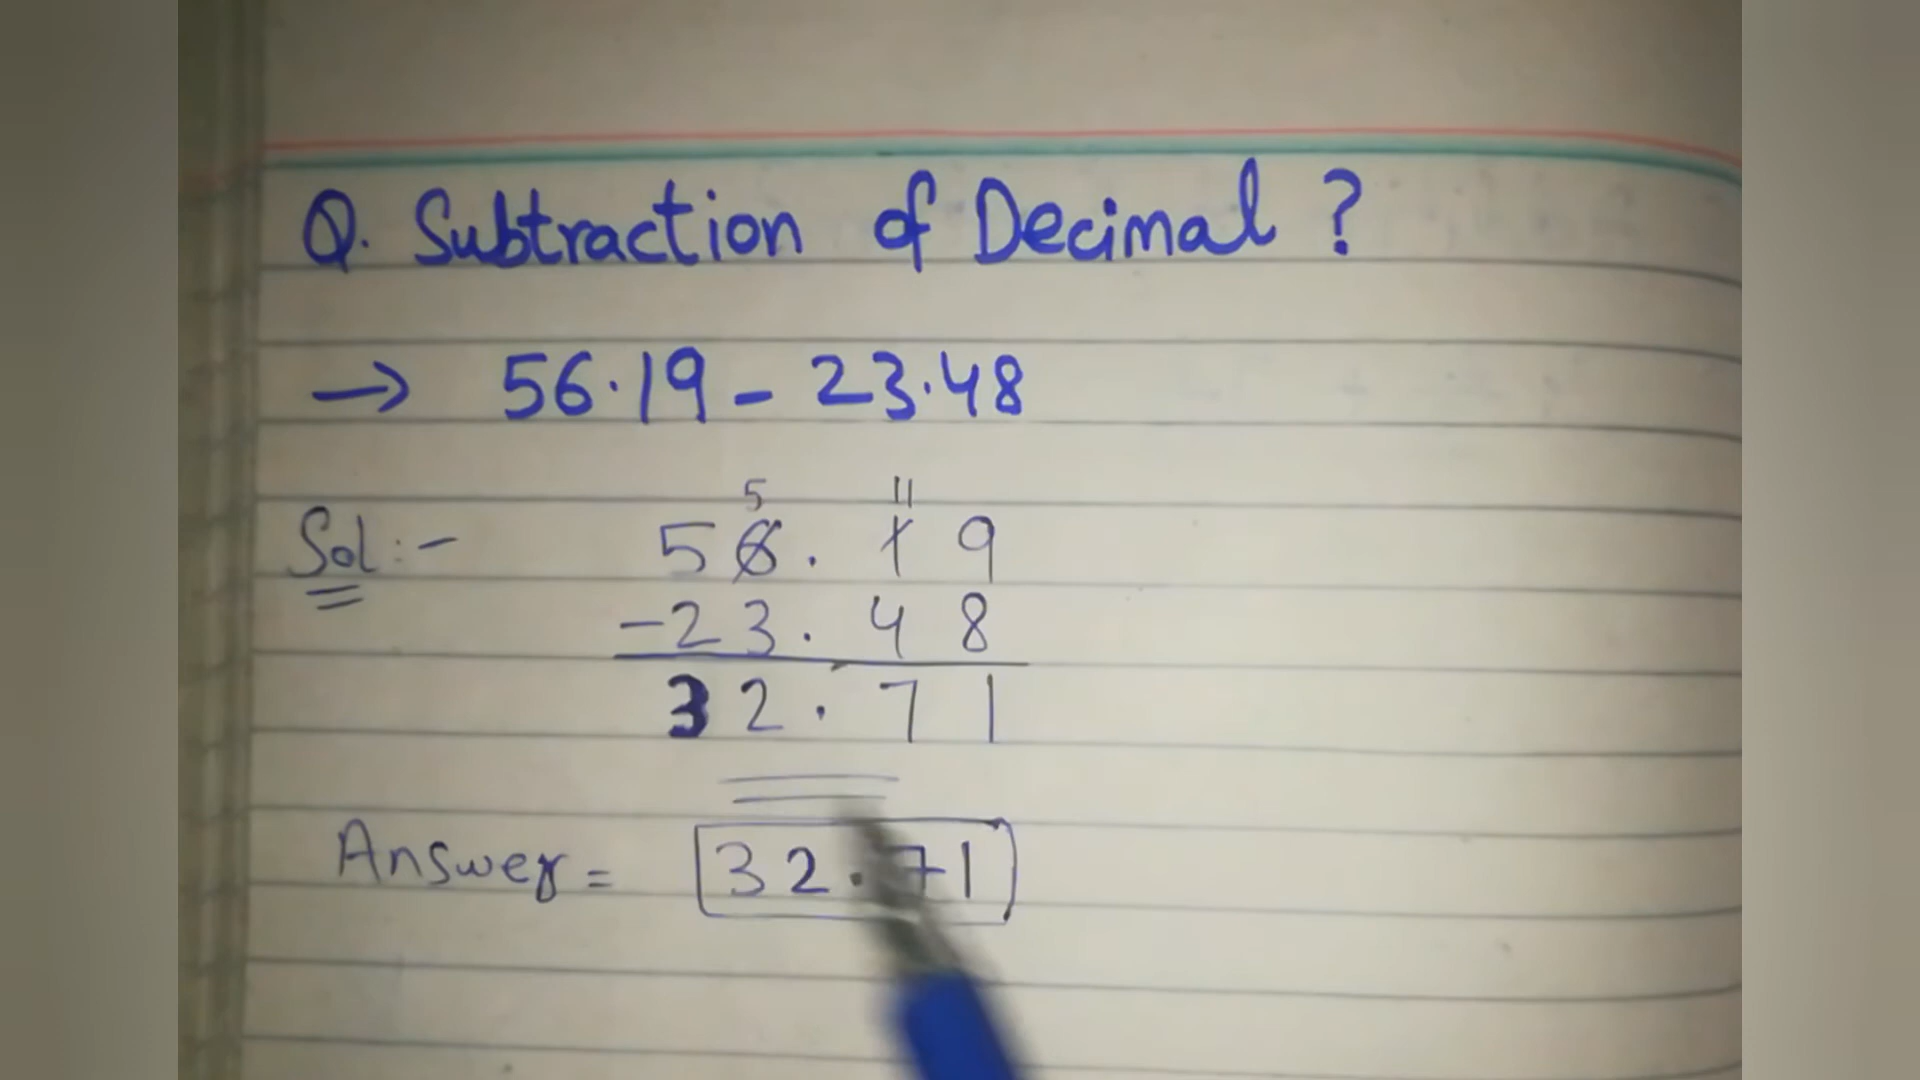 Q. Subtraction of Decimal ?
→ 56.19 - 23.48
5 11
Sol:- 56.19
-23.48
32.71
Answer = 32.71